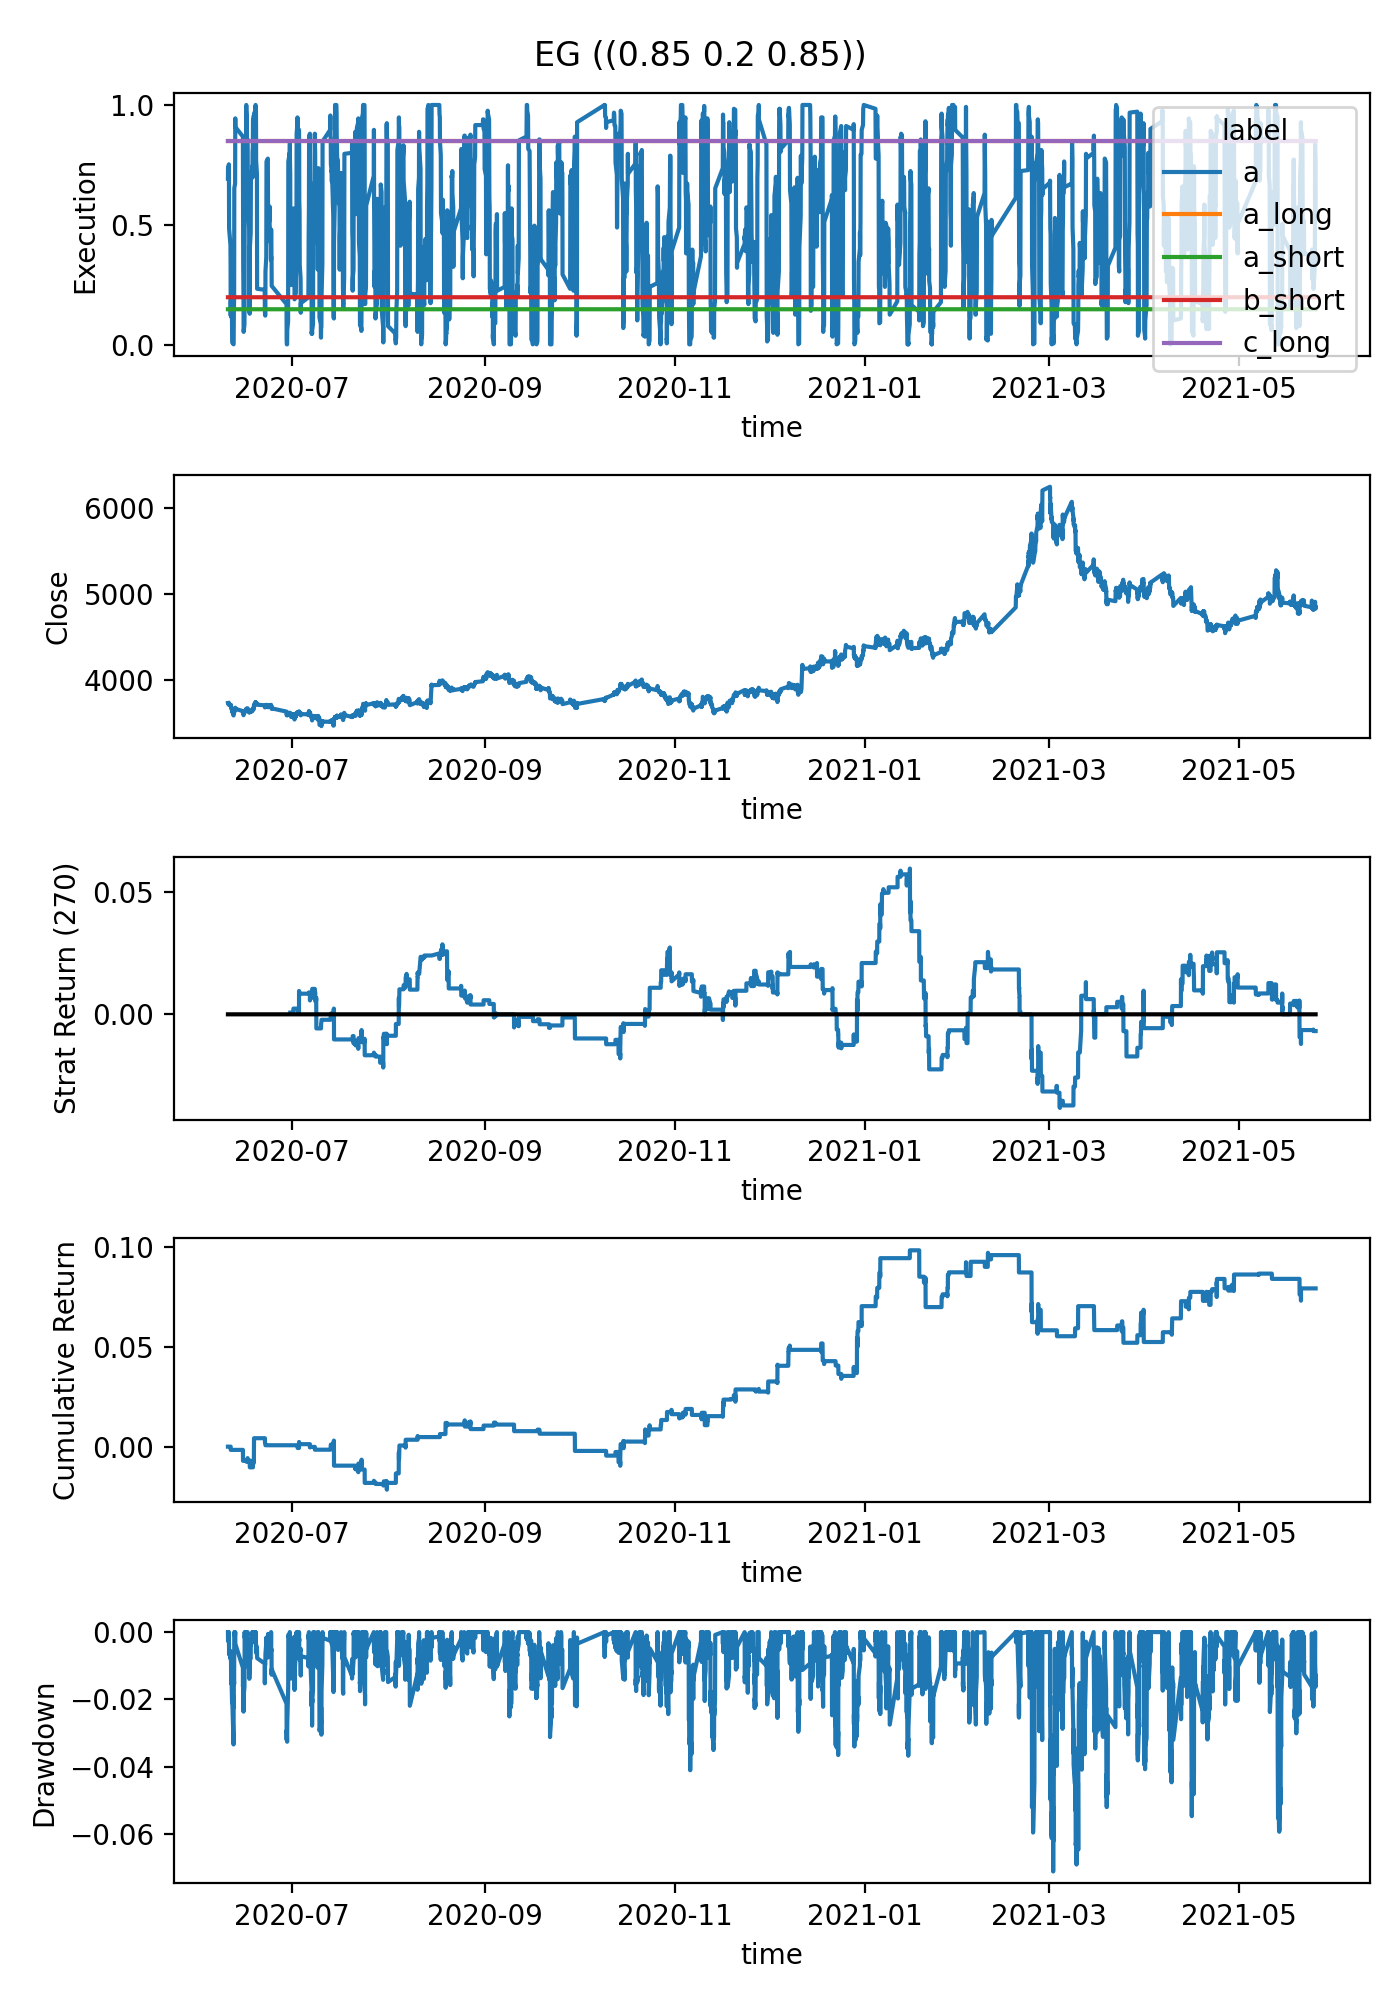 EG ((0.85 0.2 0.85))
1.0
0.5
0.0
Execution
label
a
a_long
a_short
b_short
c_long
2020-07 2020-09 2020-11 2021-01 2021-03 2021-05
time
6000
5000
4000
Close
2020-07 2020-09 2020-11 2021-01 2021-03 2021-05
time
0.05
0.00
Strat Return (270)
2020-07 2020-09 2020-11 2021-01 2021-03 2021-05
time
0.10
0.05
0.00
Cumulative Return
2020-07 2020-09 2020-11 2021-01 2021-03 2021-05
time
0.00
−0.02
−0.04
−0.06
Drawdown
2020-07 2020-09 2020-11 2021-01 2021-03 2021-05
time